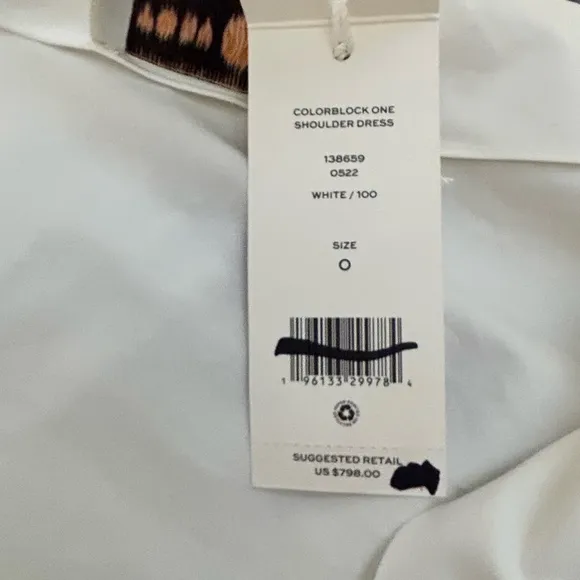 COLORBLOCK ONE
SHOULDER DRESS
138659
0522
WHITE / 100
SIZE
0
1 96133 29978 4
SUGGESTED RETAIL
US $798.00